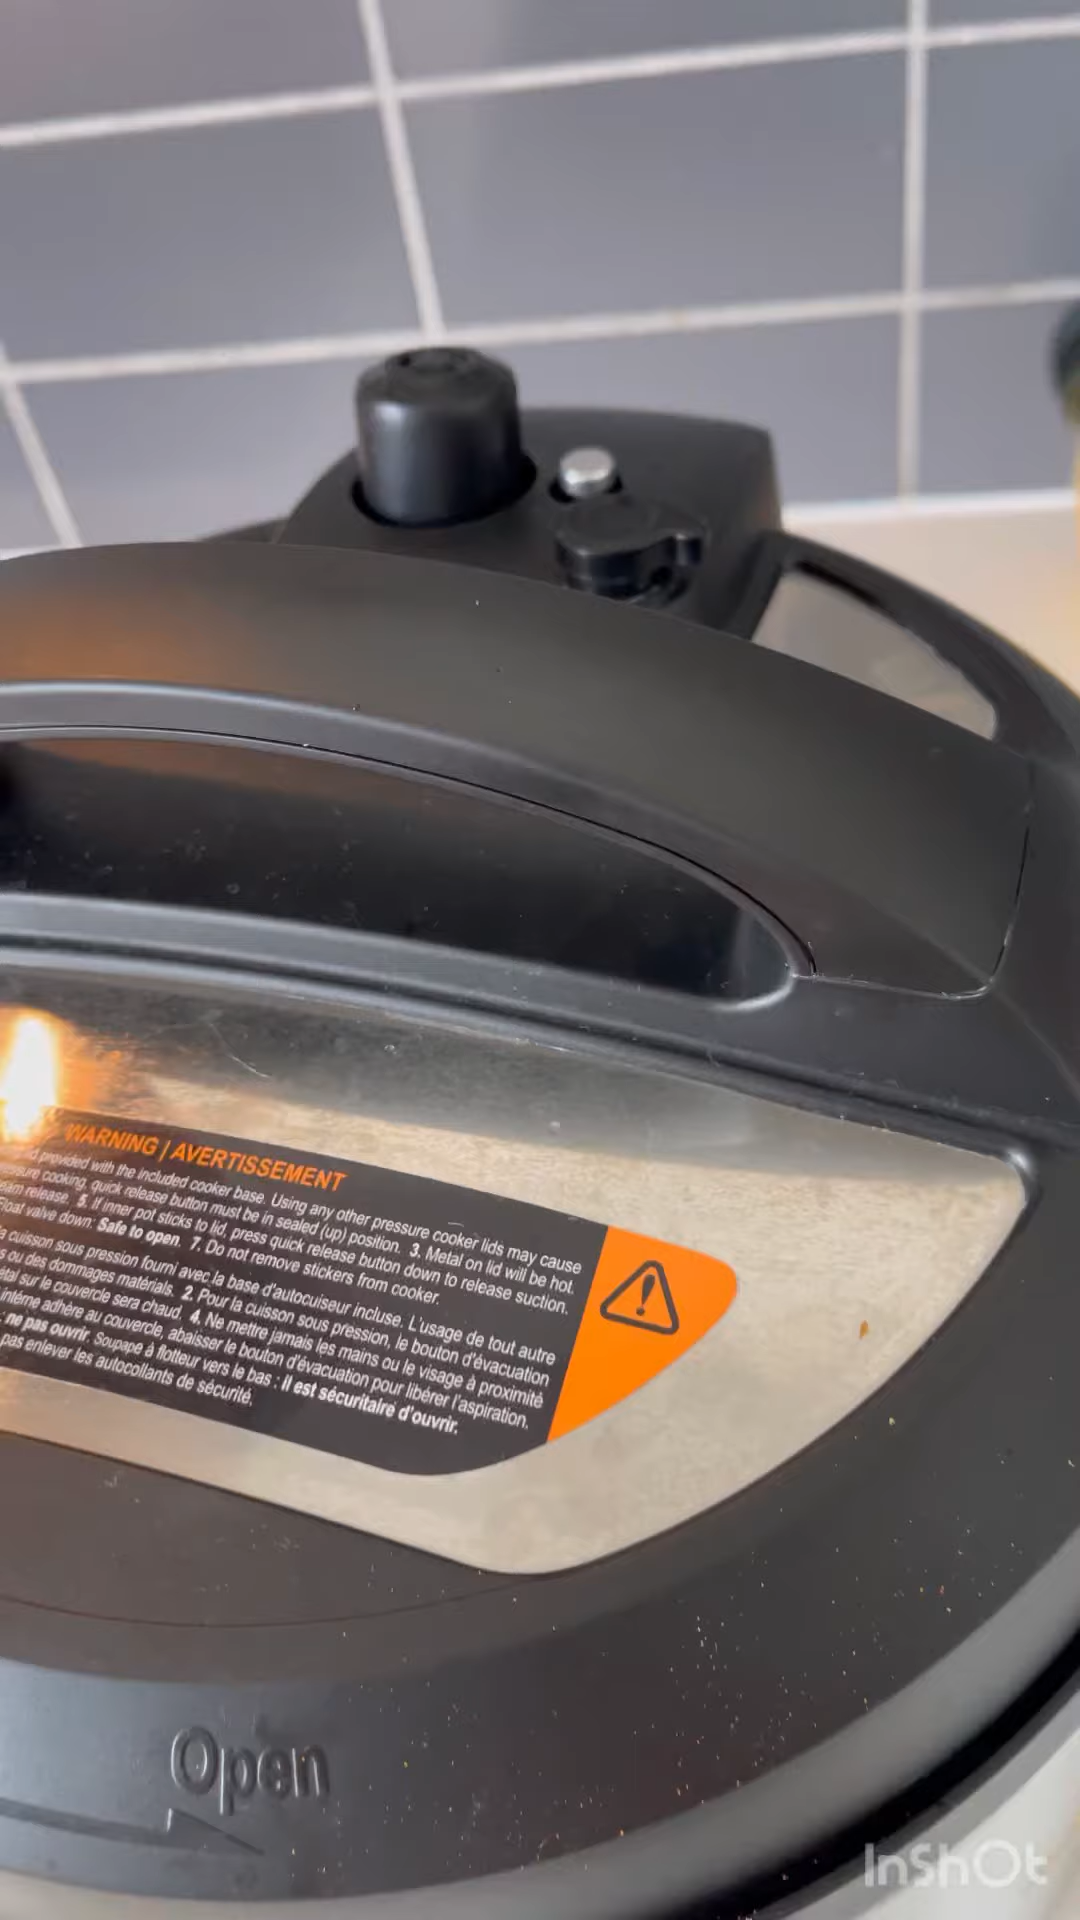 WARNING | AVERTISSEMENT
provided with the included cooker base. Using any other pressure cooker lids may cause
pressure cooking, quick release button must be in sealed (up) position. 3. Metal on lid will be hot.
release. 5. If inner pot sticks to lid, press quick release button down to release suction.
Float valve down: Safe to open. 7. Do not remove stickers from cooker.
cuisson sous pression fourni avec la base d'autocuiseur incluse. L'usage de tout autre
ou des dommages matériels. 2. Pour la cuisson sous pression, le bouton d'évacuation
sur le couvercle sera chaud. 4. Ne mettre jamais les mains ou le visage à proximité
interne adhère au couvercle, abaisser le bouton d'évacuation pour libérer l'aspiration.
: ne pas ouvrir. Soupape à flotteur vers le bas : il est sécuritaire d'ouvrir.
pas enlever les autocollants de sécurité.
Open
InShOt